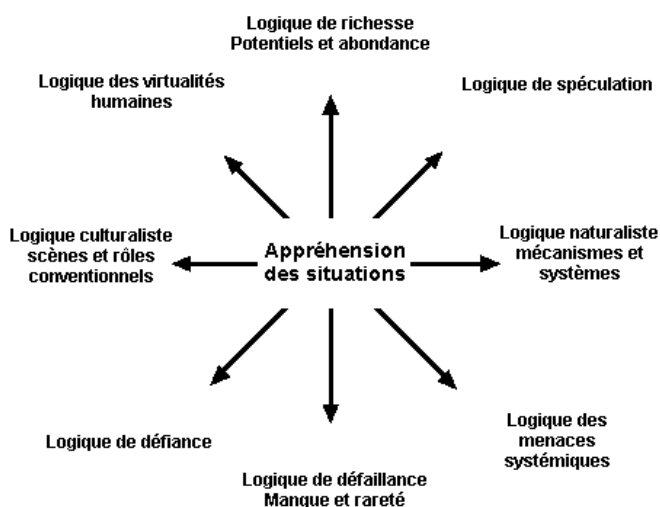 Logique de richesse
Potentiels et abondance
Logique des virtualités
humaines
Logique de spéculation
Logique culturaliste
scènes et rôles
conventionnels
Appréhension
des situations
Logique naturaliste
mécanismes et
systèmes
Logique de défiance
Logique de défaillance
Manque et rareté
Logique des
menaces
systémiques